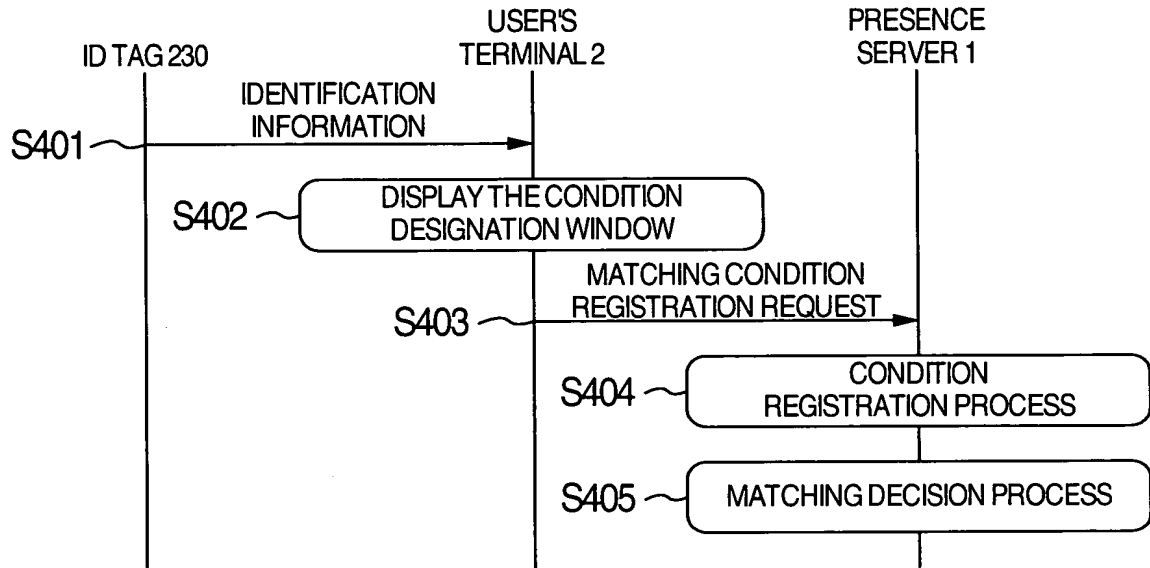 ID TAG 230
USER'S
TERMINAL 2
PRESENCE
SERVER 1
IDENTIFICATION
INFORMATION
S401
DISPLAY THE CONDITION
DESIGNATION WINDOW
S402
MATCHING CONDITION
REGISTRATION REQUEST
S403
CONDITION
REGISTRATION PROCESS
S404
MATCHING DECISION PROCESS
S405